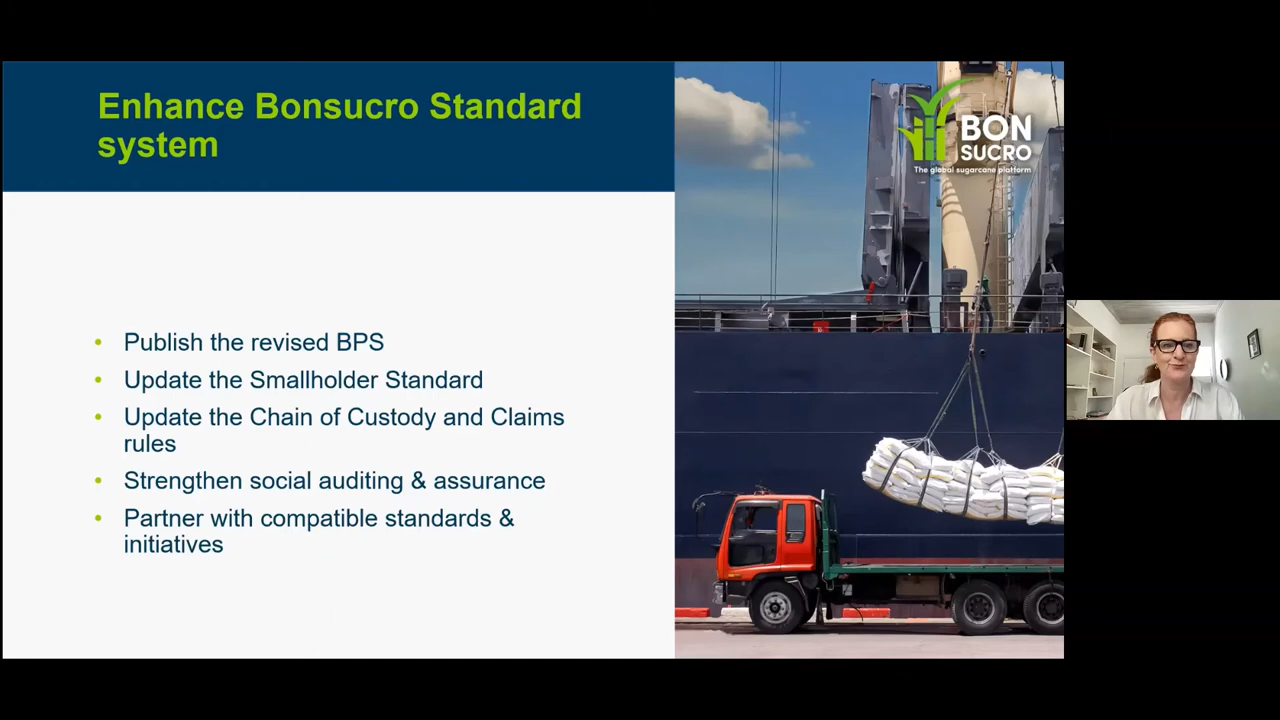 Enhance Bonsucro Standard
system
BON
SUCRO
The global sugarcane platform
• Publish the revised BPS
• Update the Smallholder Standard
• Update the Chain of Custody and Claims
rules
• Strengthen social auditing & assurance
• Partner with compatible standards &
initiatives